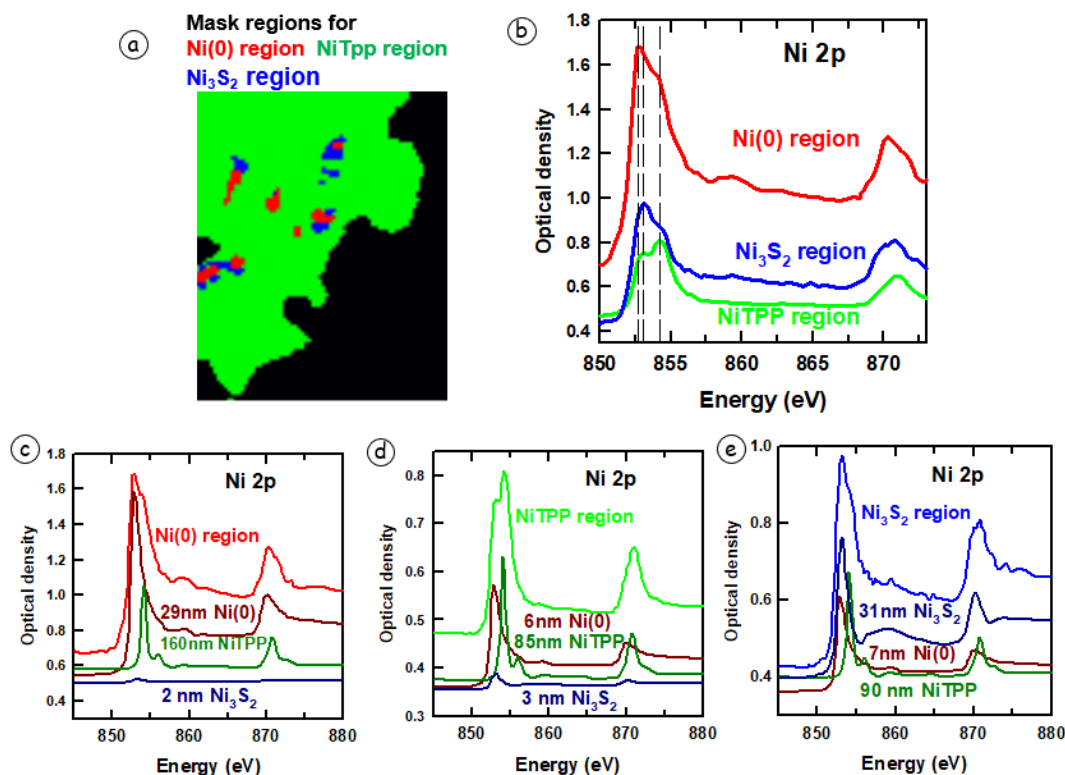 a
Mask regions for
Ni(0) region NiTpp region
Ni₃S₂ region
b
Ni 2p
Optical density
1.6
1.4
1.2
1.0
0.8
0.6
0.4
Ni(0) region
Ni₃S₂ region
NiTPP region
850 855 860 865 870
Energy (eV)
c
Ni 2p
Optical density
1.8
1.6
1.4
1.2
1.0
0.8
0.6
0.4
Ni(0) region
29nm Ni(0)
160nm NiTPP
2 nm Ni₃S₂
850 860 870 880
Energy (eV)
d
Ni 2p
Optical density
0.8
0.7
0.6
0.5
0.4
0.3
NiTPP region
6nm Ni(0)
85nm NiTPP
3 nm Ni₃S₂
850 860 870 880
Energy (eV)
e
Ni 2p
Optical density
1.0
0.8
0.6
0.4
Ni₃S₂ region
31nm Ni₃S₂
7nm Ni(0)
90 nm NiTPP
850 860 870 880
Energy (eV)